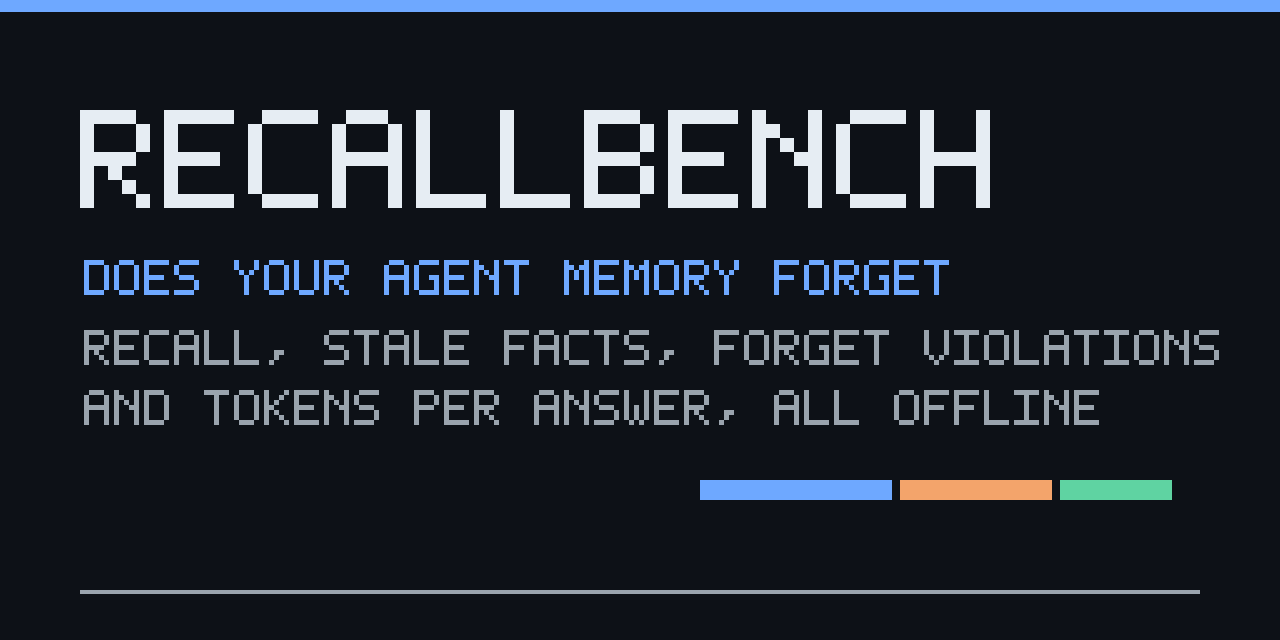 RECALLBENCH
DOES YOUR AGENT MEMORY FORGET
RECALL, STALE FACTS, FORGET VIOLATIONS
AND TOKENS PER ANSWER, ALL OFFLINE